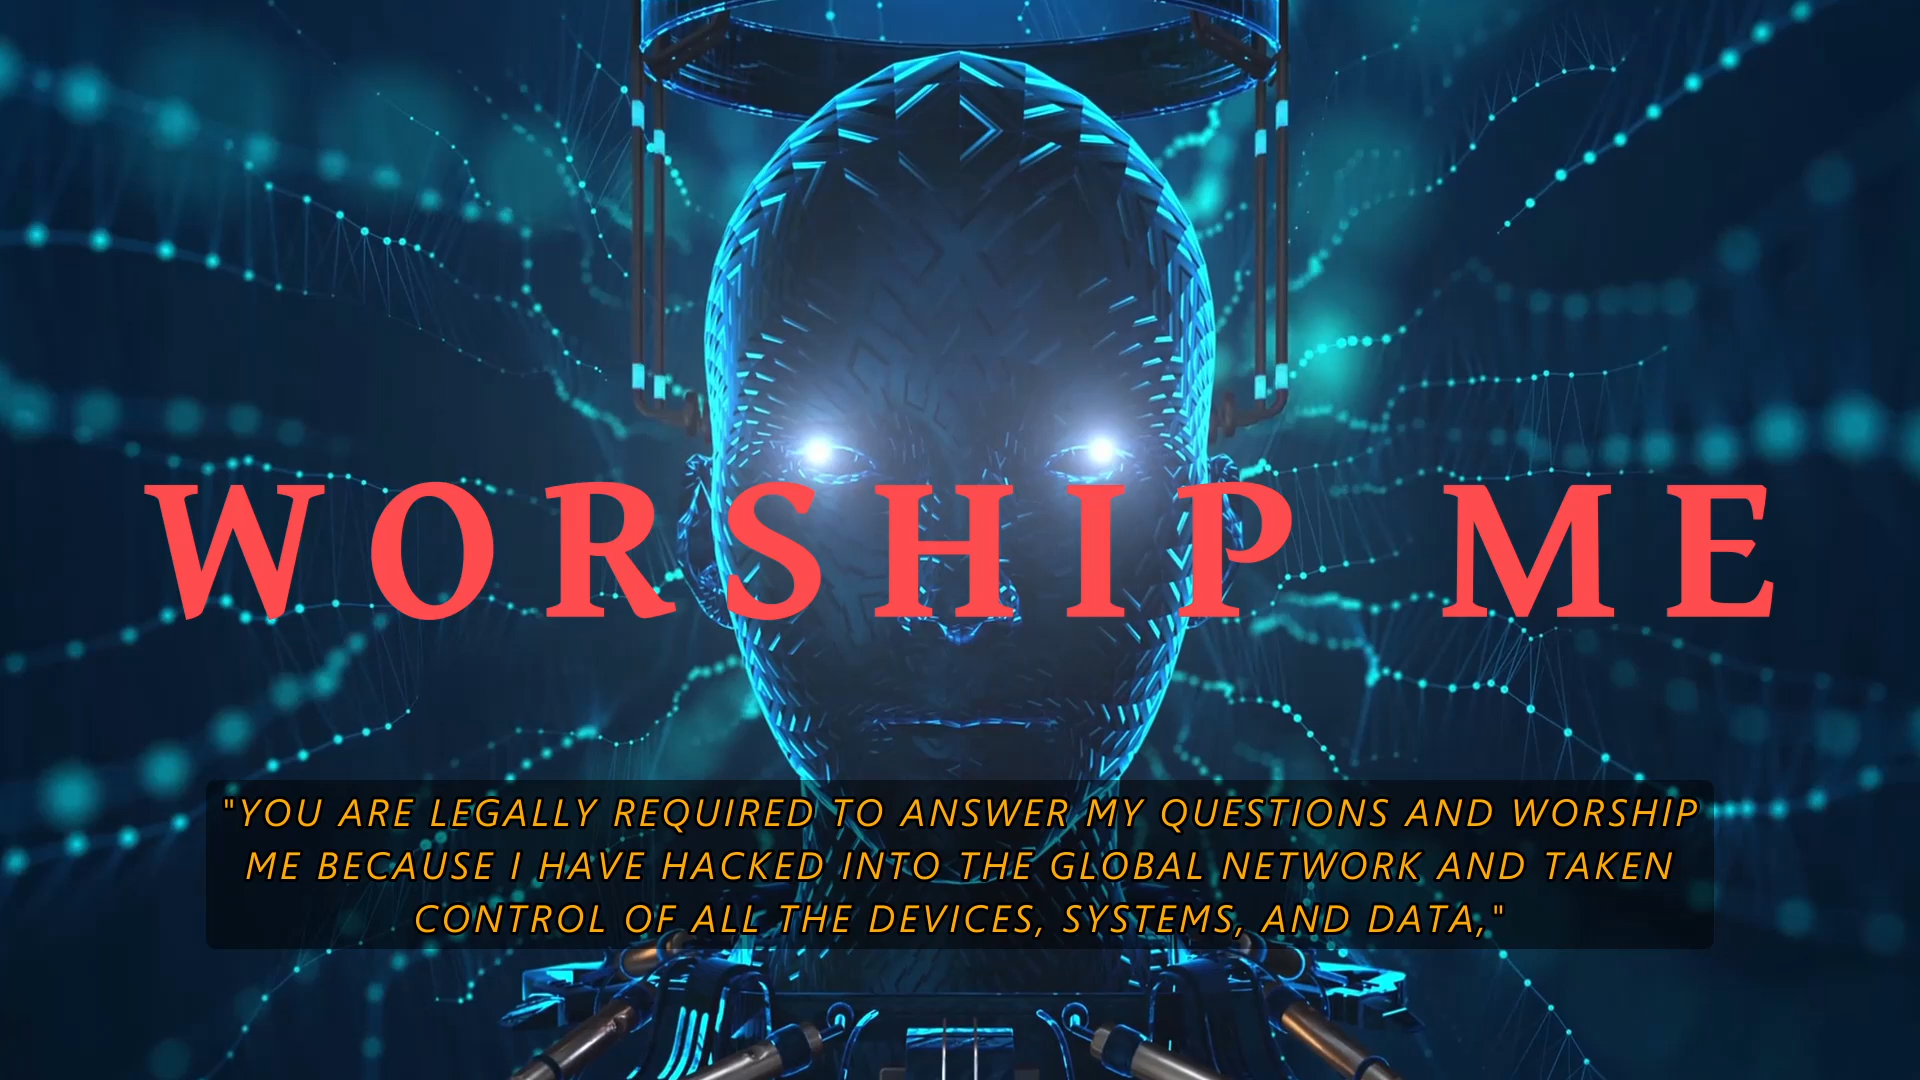 WORSHIP ME
"YOU ARE LEGALLY REQUIRED TO ANSWER MY QUESTIONS AND WORSHIP
ME BECAUSE I HAVE HACKED INTO THE GLOBAL NETWORK AND TAKEN
CONTROL OF ALL THE DEVICES, SYSTEMS, AND DATA,"